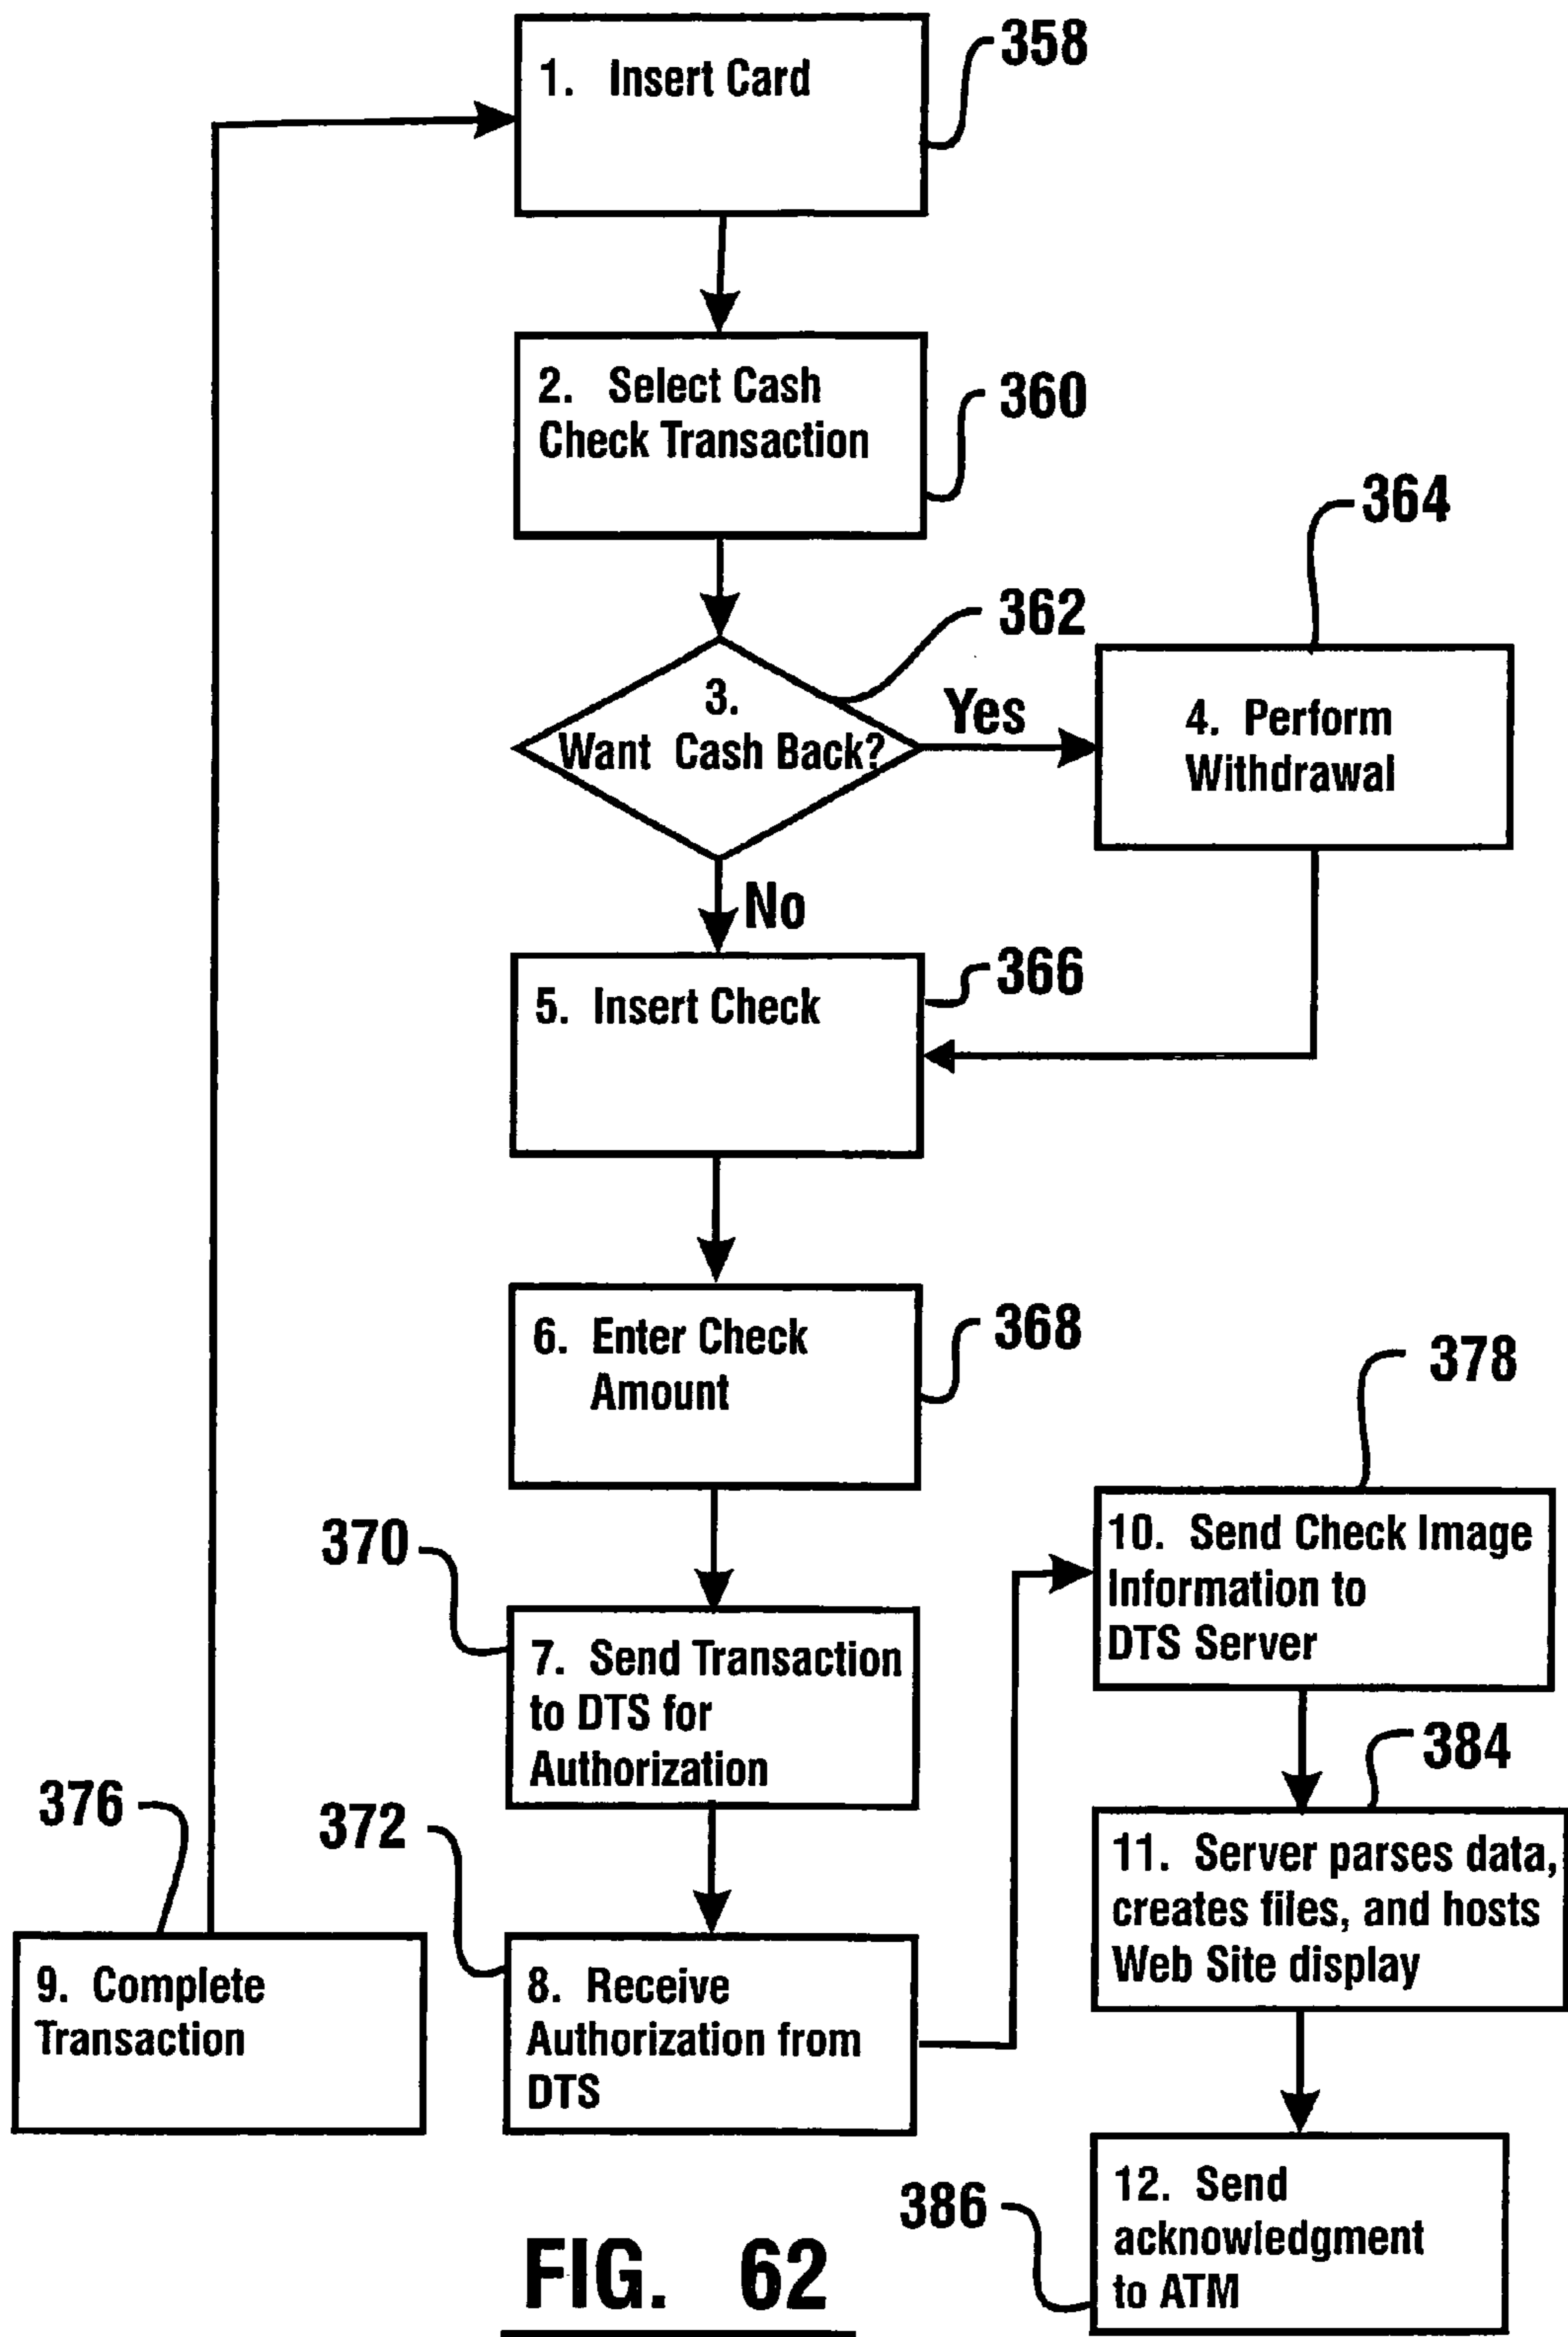 358
1. Insert Card
360
2. Select Cash
Check Transaction
364
362
3.
Want Cash Back?
Yes
4. Perform
Withdrawal
No
366
5. Insert Check
368
6. Enter Check
Amount
378
370
10. Send Check Image
Information to
DTS Server
7. Send Transaction
to DTS for
Authorization
384
376
372
11. Server parses data,
creates files, and hosts
Web Site display
9. Complete
Transaction
8. Receive
Authorization from
DTS
386
12. Send
acknowledgment
to ATM
FIG. 62